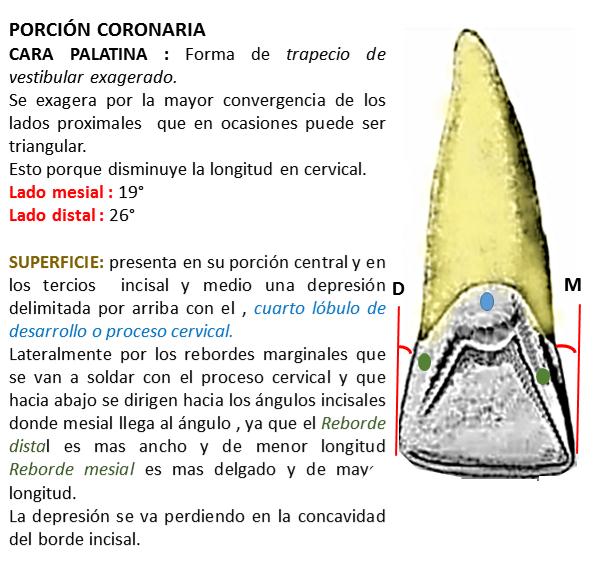 PORCIÓN CORONARIA
CARA PALATINA : Forma de trapecio de
vestibular exagerado.
Se exagera por la mayor convergencia de los
lados proximales que en ocasiones puede ser
triangular.
Esto porque disminuye la longitud en cervical.
Lado mesial : 19°
Lado distal : 26°
SUPERFICIE: presenta en su porción central y en
los tercios incisal y medio una depresión
delimitada por arriba con el , cuarto lóbulo de
desarrollo o proceso cervical.
Lateralmente por los rebordes marginales que
se van a soldar con el proceso cervical y que
hacia abajo se dirigen hacia los ángulos incisales
donde mesial llega al ángulo , ya que el Reborde
distal es mas ancho y de menor longitud
Reborde mesial es mas delgado y de may
longitud.
La depresión se va perdiendo en la concavidad
del borde incisal.
D
M